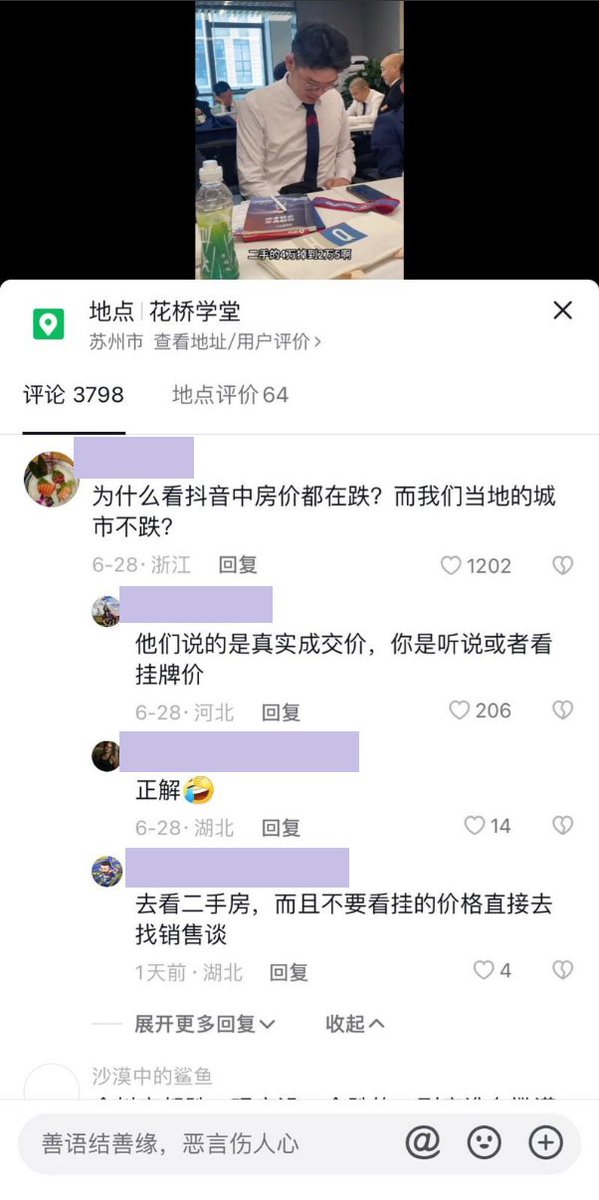 二手的4万掉到2万5啊
地点 | 花桥学堂
苏州市 查看地址/用户评价 >
评论 3798
地点评价 64
为什么看抖音中房价都在跌？而我们当地的城
市不跌？
6-28 · 浙江 回复 1202
他们说的是真实成交价，你是听说或者看
挂牌价
6-28 · 河北 回复 206
正解🤣
6-28 · 湖北 回复 14
去看二手房，而且不要看挂的价格直接去
找销售谈
1天前 · 湖北 回复 4
展开更多回复 收起
沙漠中的鲨鱼
善语结善缘，恶言伤人心 @